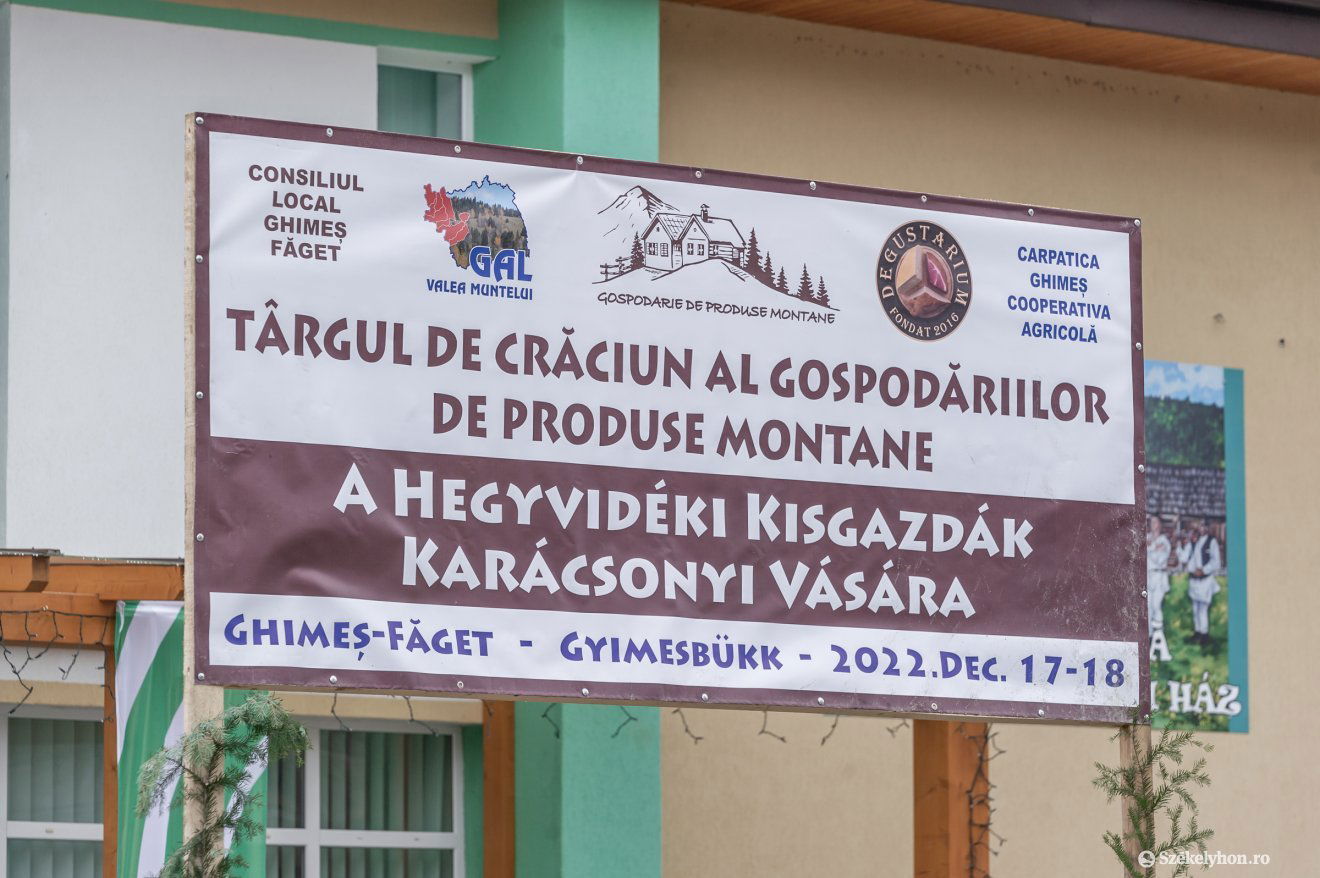 CONSILIUL
LOCAL
GHIMEȘ
FĂGET
GAL
VALEA MUNTELUI
GOSPODARIE DE PRODUSE MONTANE
DEGUSTARIUM
FONDAT 2016
CARPATICA
GHIMEȘ
COOPERATIVA
AGRICOLĂ
TÂRGUL DE CRĂCIUN AL GOSPODĂRIILOR
DE PRODUSE MONTANE
A HEGYVIDÉKI KISGAZDÁK
KARÁCSONYI VÁSÁRA
GHIMEȘ-FĂGET - GYIMESBÜKK - 2022.DEC. 17-18
HÁZ
Székelyhon.ro